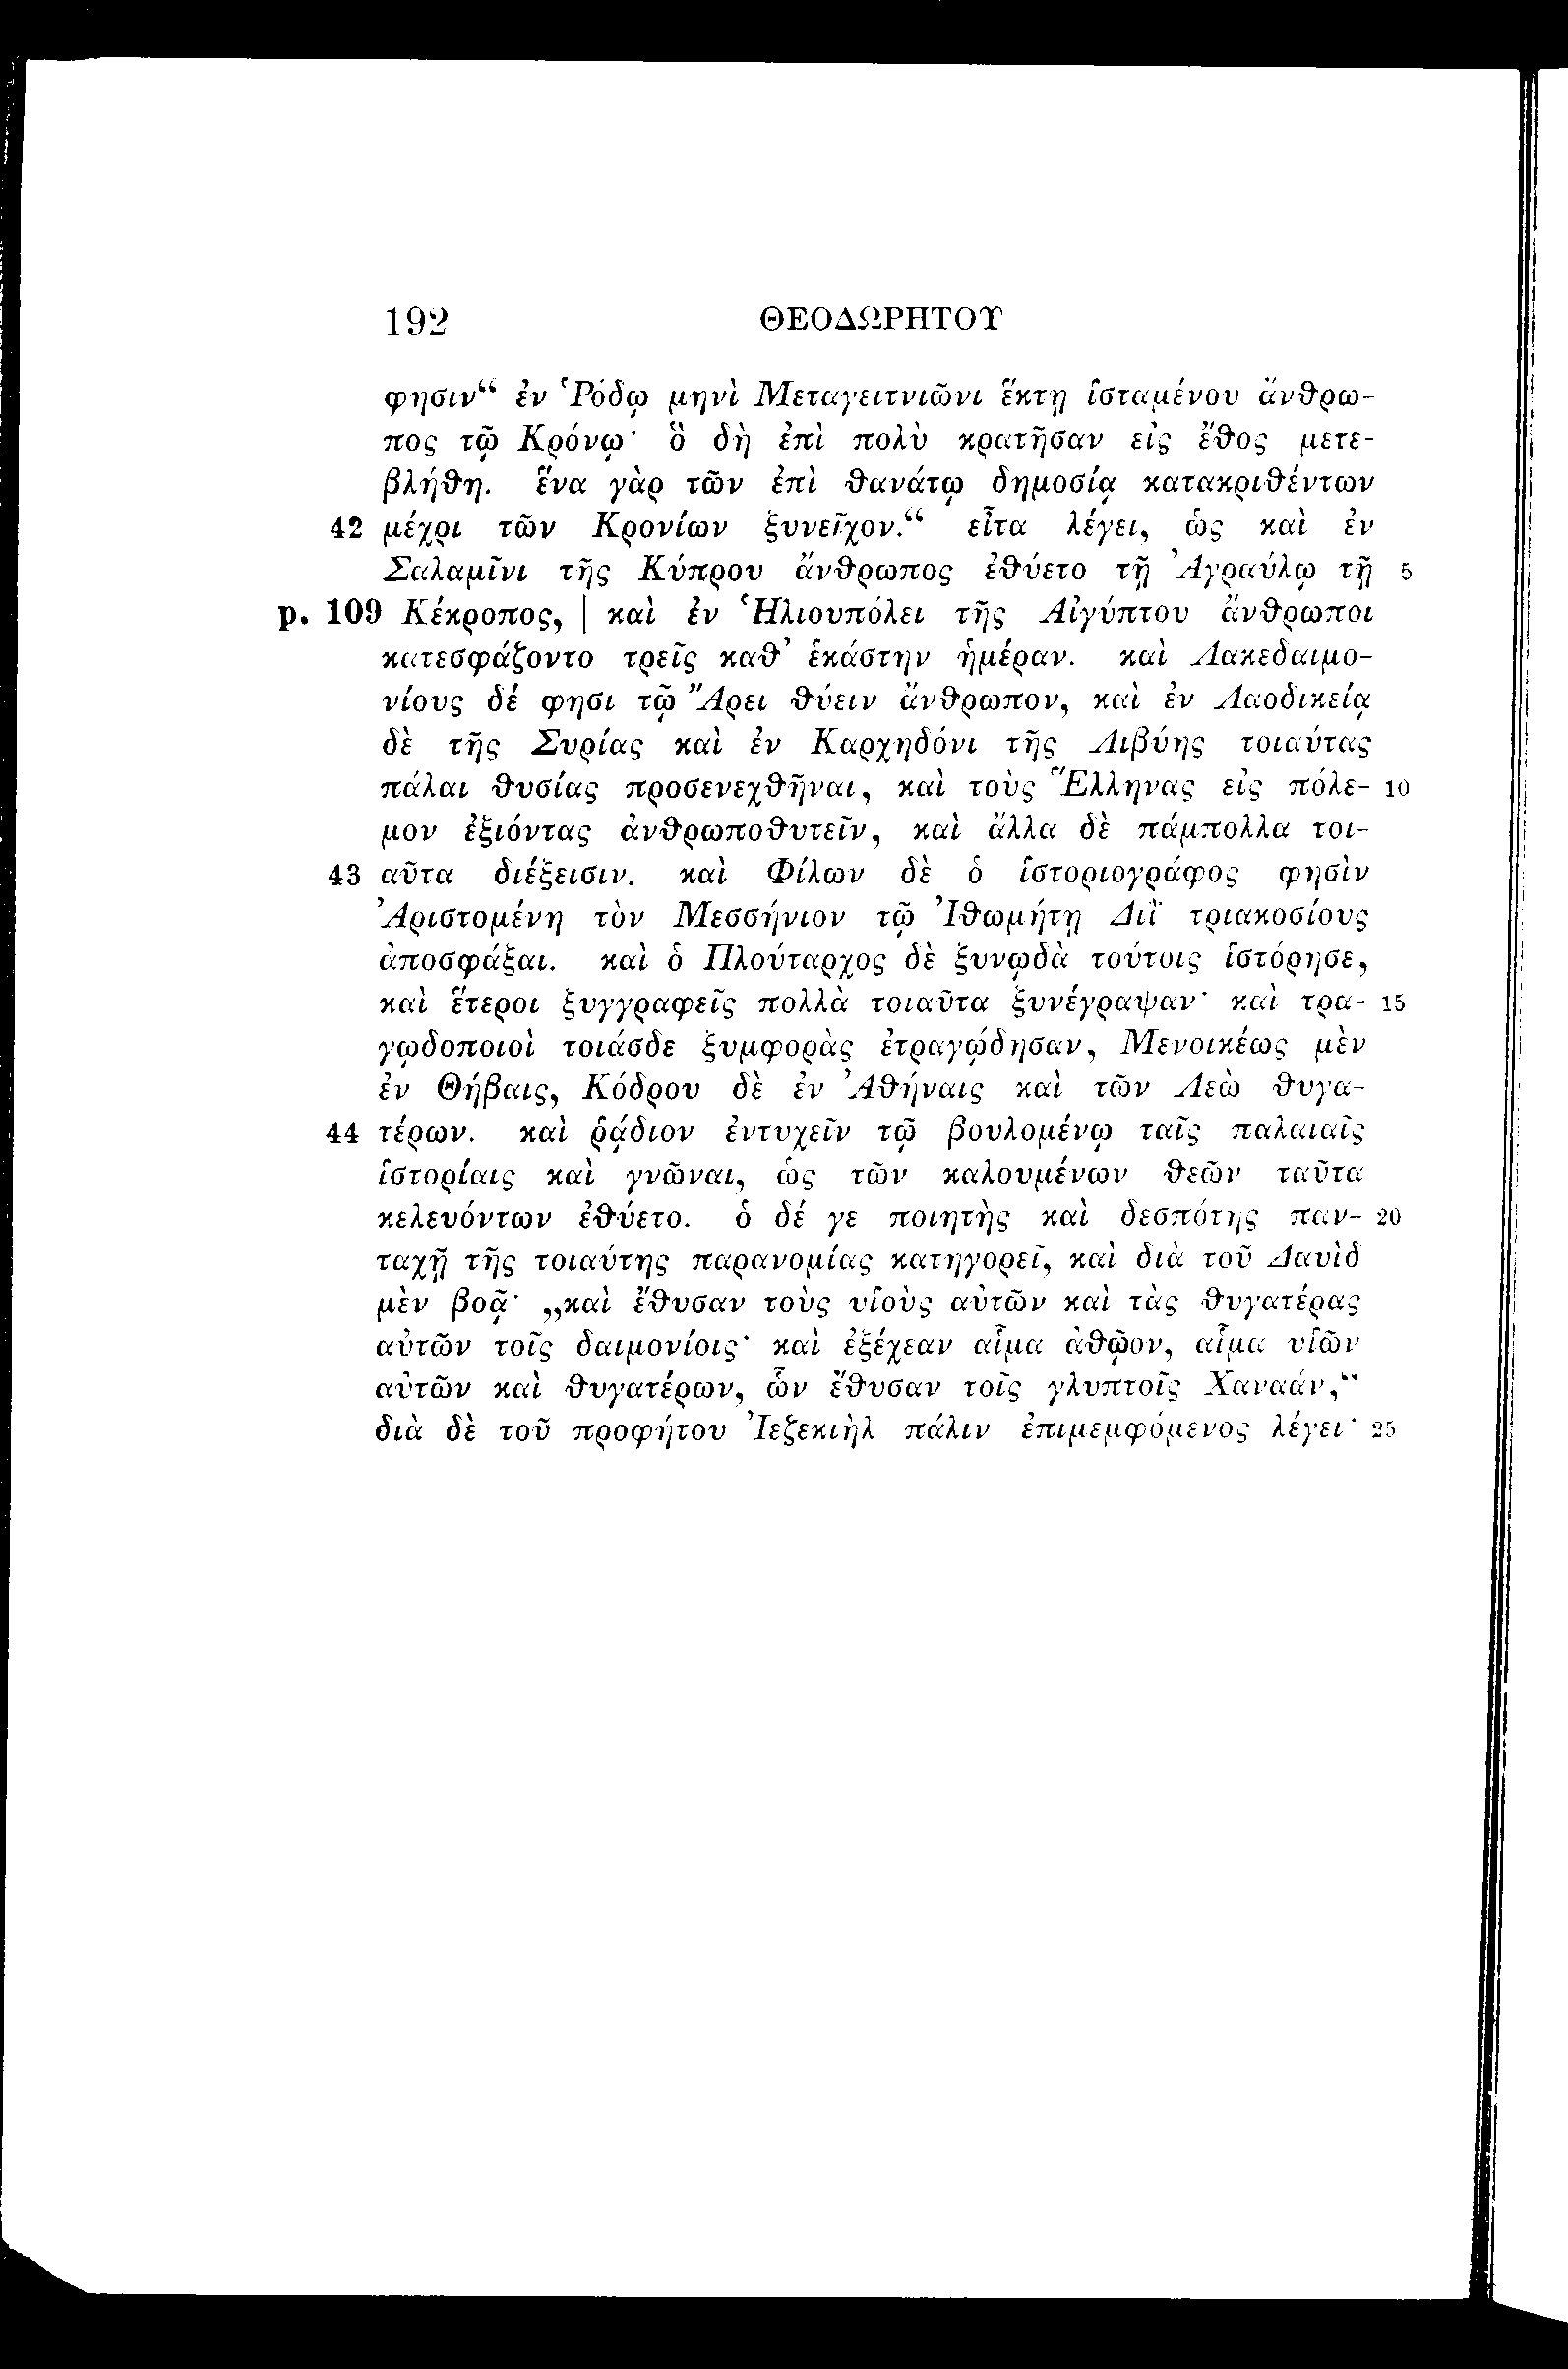 192 ΘΕΟΔΩΡΗΤΟΥ
φησιν“ ἐν Ῥόδῳ μηνὶ Μεταγειτνιῶνι ἕκτῃ ἱσταμένου ἄνθρω-
πος τῷ Κρόνῳ· ὃ δὴ ἐπὶ πολὺ κρατῆσαν εἰς ἔθος μετε-
βλήθη. ἕνα γὰρ τῶν ἐπὶ θανάτῳ δημοσίᾳ κατακριθέντων
42 μέχρι τῶν Κρονίων ξυνεῖχον.“ εἶτα λέγει, ὡς καὶ ἐν
Σαλαμῖνι τῆς Κύπρου ἄνθρωπος ἐθύετο τῇ Ἀγραύλῳ τῇ 5
p. 109 Κέκροπος, | καὶ ἐν Ἡλιουπόλει τῆς Αἰγύπτου ἄνθρωποι
κατεσφάζοντο τρεῖς καθ’ ἑκάστην ἡμέραν. καὶ Λακεδαιμο-
νίους δέ φησι τῷ Ἄρει θύειν ἄνθρωπον, καὶ ἐν Λαοδικείᾳ
δὲ τῆς Συρίας καὶ ἐν Καρχηδόνι τῆς Λιβύης τοιαύτας
πάλαι θυσίας προσενεχθῆναι, καὶ τοὺς Ἕλληνας εἰς πόλε- 10
μον ἐξιόντας ἀνθρωποθυτεῖν, καὶ ἄλλα δὲ πάμπολλα τοι-
43 αῦτα διέξεισιν. καὶ Φίλων δὲ ὁ ἱστοριογράφος φησὶν
Ἀριστομένη τὸν Μεσσήνιον τῷ Ἰθωμήτῃ Διῒ τριακοσίους
ἀποσφάξαι. καὶ ὁ Πλούταρχος δὲ ξυνῳδὰ τούτοις ἱστόρησε,
καὶ ἕτεροι ξυγγραφεῖς πολλὰ τοιαῦτα ξυνέγραψαν· καὶ τρα- 15
γῳδοποιοὶ τοιάσδε ξυμφορὰς ἐτραγῴδησαν, Μενοικέως μὲν
ἐν Θήβαις, Κόδρου δὲ ἐν Ἀθήναις καὶ τῶν Λεὼ θυγα-
44 τέρων. καὶ ῥᾴδιον ἐντυχεῖν τῷ βουλομένῳ ταῖς παλαιαῖς
ἱστορίαις καὶ γνῶναι, ὡς τῶν καλουμένων θεῶν ταῦτα
κελευόντων ἐθύετο. ὁ δέ γε ποιητὴς καὶ δεσπότης παν- 20
ταχῇ τῆς τοιαύτης παρανομίας κατηγορεῖ, καὶ διὰ τοῦ Δαυὶδ
μὲν βοᾷ· „καὶ ἔθυσαν τοὺς υἱοὺς αὐτῶν καὶ τὰς θυγατέρας
αὐτῶν τοῖς δαιμονίοις· καὶ ἐξέχεαν αἷμα ἀθῷον, αἷμα υἱῶν
αὐτῶν καὶ θυγατέρων, ὧν ἔθυσαν τοῖς γλυπτοῖς Χαναάν,“
διὰ δὲ τοῦ προφήτου Ἰεζεκιὴλ πάλιν ἐπιμεμφόμενος λέγει· 25